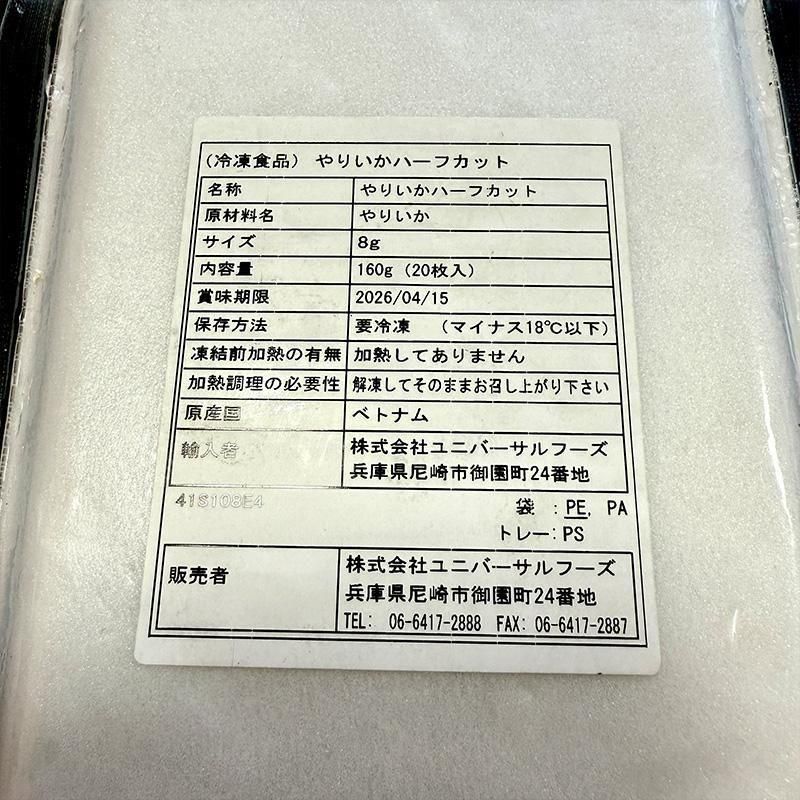 (冷凍食品) やりいかハーフカット
名称 やりいかハーフカット
原材料名 やりいか
サイズ 8g
内容量 160g (20枚入)
賞味期限 2026/04/15
保存方法 要冷凍 (マイナス18℃以下)
凍結前加熱の有無 加熱してありません
加熱調理の必要性 解凍してそのままお召し上がり下さい
原産国 ベトナム
輸入者 株式会社ユニバーサルフーズ
兵庫県尼崎市御園町24番地
41S108E4 袋 : PE, PA
トレー: PS
販売者 株式会社ユニバーサルフーズ
兵庫県尼崎市御園町24番地
TEL: 06-6417-2888 FAX: 06-6417-2887